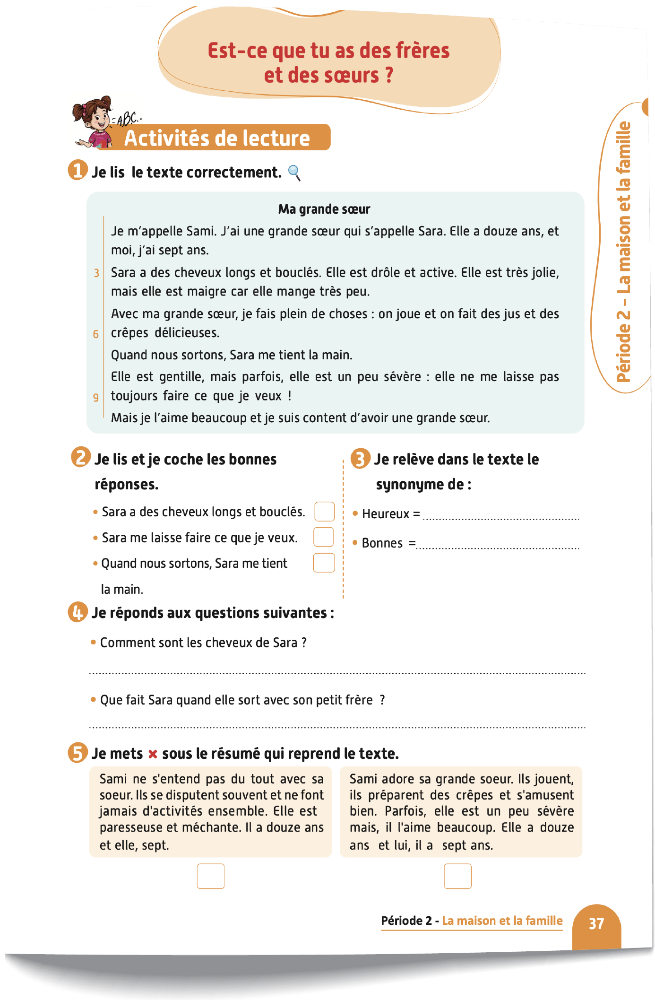 Est-ce que tu as des frères
et des sœurs ?
A.B.C..
Activités de lecture
1 Je lis le texte correctement.
Ma grande sœur
Je m'appelle Sami. J'ai une grande sœur qui s'appelle Sara. Elle a douze ans, et
moi, j'ai sept ans.
3 Sara a des cheveux longs et bouclés. Elle est drôle et active. Elle est très jolie,
mais elle est maigre car elle mange très peu.
Avec ma grande sœur, je fais plein de choses : on joue et on fait des jus et des
6 crêpes délicieuses.
Quand nous sortons, Sara me tient la main.
Elle est gentille, mais parfois, elle est un peu sévère : elle ne me laisse pas
9 toujours faire ce que je veux !
Mais je l'aime beaucoup et je suis content d'avoir une grande sœur.
2 Je lis et je coche les bonnes
réponses.
• Sara a des cheveux longs et bouclés.
• Sara me laisse faire ce que je veux.
• Quand nous sortons, Sara me tient
la main.
3 Je relève dans le texte le
synonyme de :
• Heureux = ........................................
• Bonnes = ........................................
4 Je réponds aux questions suivantes :
• Comment sont les cheveux de Sara ?
• Que fait Sara quand elle sort avec son petit frère ?
5 Je mets × sous le résumé qui reprend le texte.
Sami ne s'entend pas du tout avec sa
soeur. Ils se disputent souvent et ne font
jamais d'activités ensemble. Elle est
paresseuse et méchante. Il a douze ans
et elle, sept.
Sami adore sa grande soeur. Ils jouent,
ils préparent des crêpes et s'amusent
bien. Parfois, elle est un peu sévère
mais, il l'aime beaucoup. Elle a douze
ans et lui, il a sept ans.
Période 2 - La maison et la famille
37
Période 2 - La maison et la famille